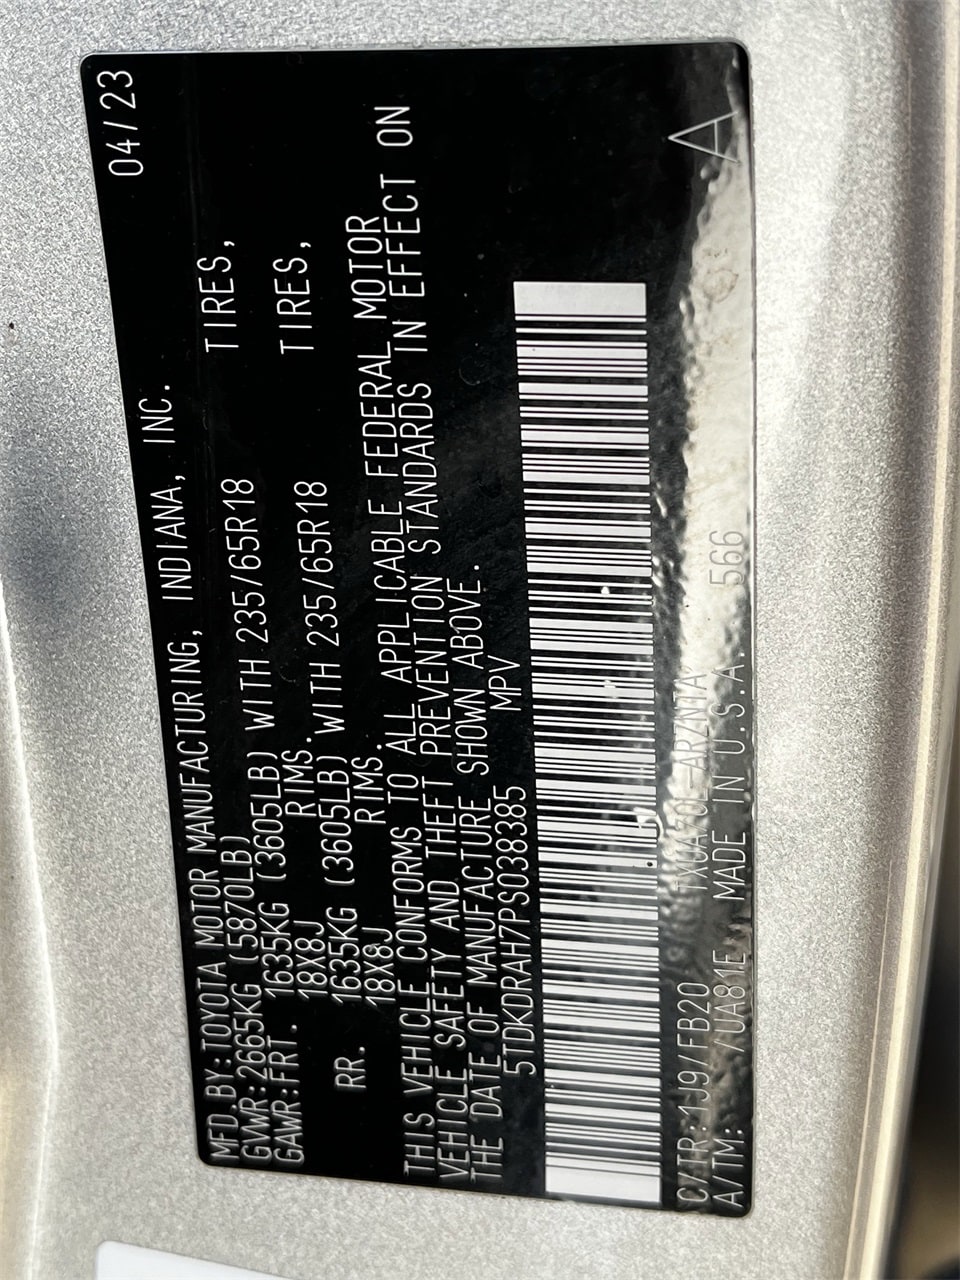 04/23
MFD.BY:TOYOTA MOTOR MANUFACTURING, INDIANA, INC.
GVWR:2665KG (5870LB)
GAWR:FRT. 1635KG (3605LB) WITH 235/65R18 TIRES,
18X8J RIMS.
RR. 1635KG (3605LB) WITH 235/65R18 TIRES,
18X8J RIMS.
THIS VEHICLE CONFORMS TO ALL APPLICABLE FEDERAL MOTOR
VEHICLE SAFETY AND THEFT PREVENTION STANDARDS IN EFFECT ON
THE DATE OF MANUFACTURE SHOWN ABOVE.
5TDKDRAH7PS038385 MPV
C/TR:1J9/FB20
A/TM: /UA81E MADE IN U.S.A. 566
A